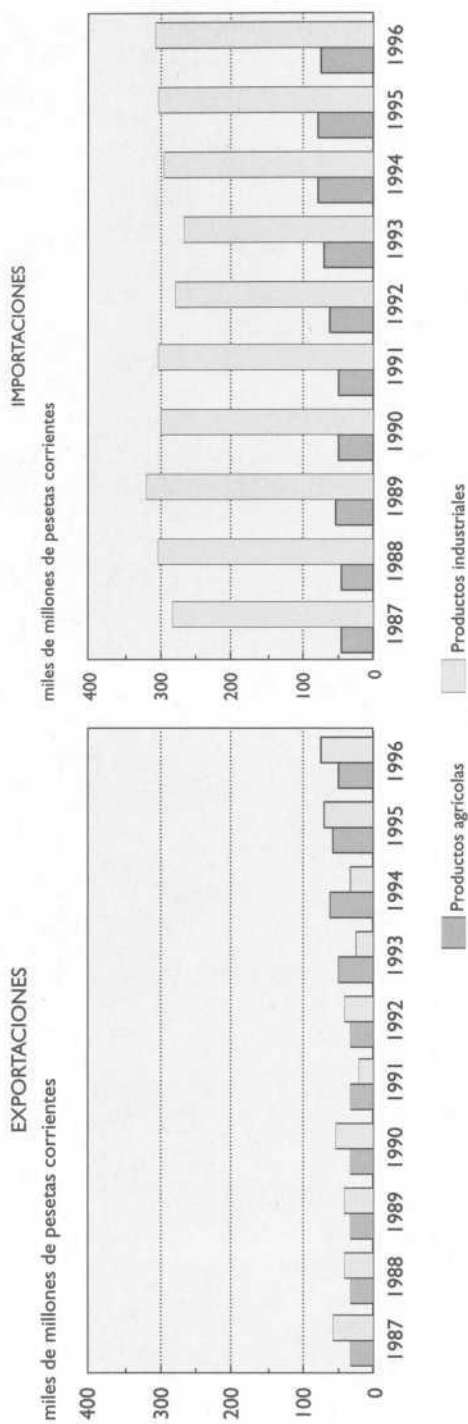 EXPORTACIONES
miles de millones de pesetas corrientes
400
300
200
100
0
1987 1988 1989 1990 1991 1992 1993 1994 1995 1996
IMPORTACIONES
miles de millones de pesetas corrientes
400
300
200
100
0
1987 1988 1989 1990 1991 1992 1993 1994 1995 1996
Productos agrícolas
Productos industriales